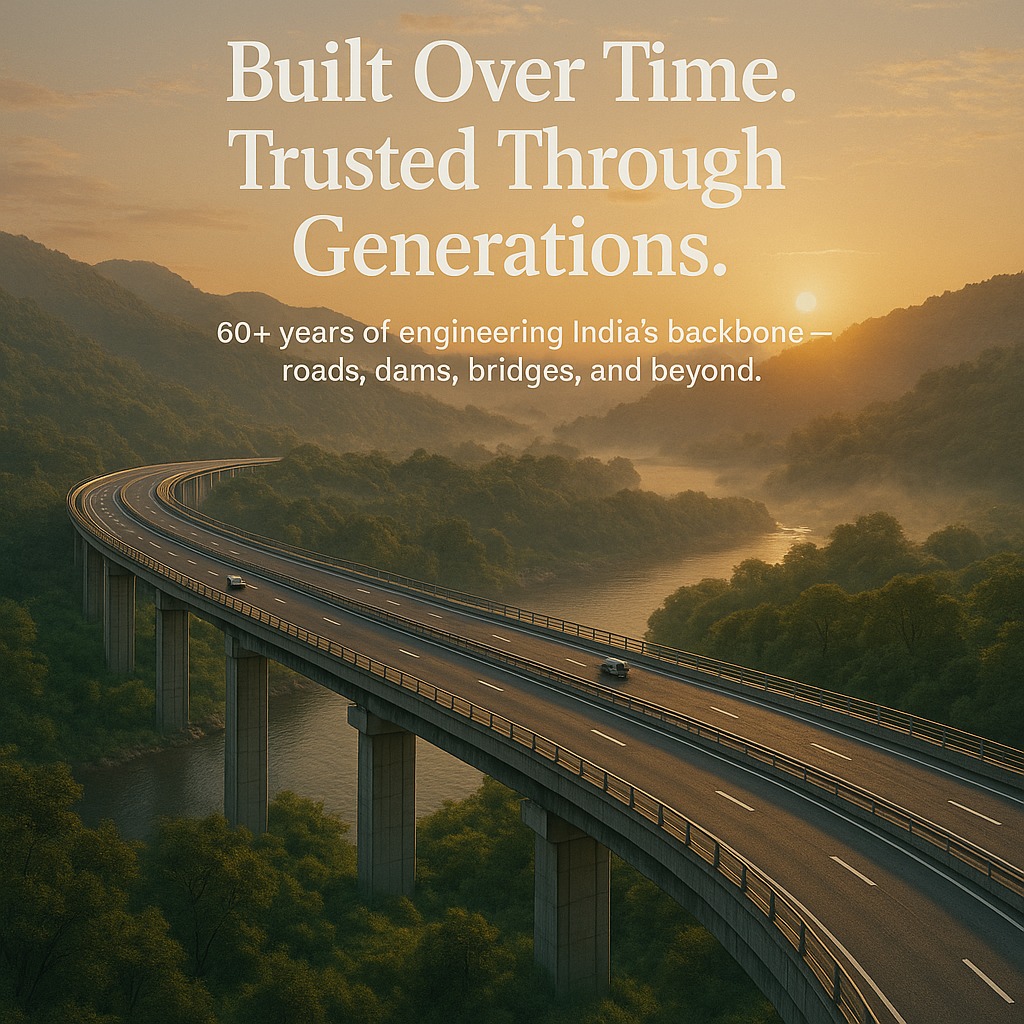 Built Over Time.
Trusted Through
Generations.
60+ years of engineering India's backbone —
roads, dams, bridges, and beyond.